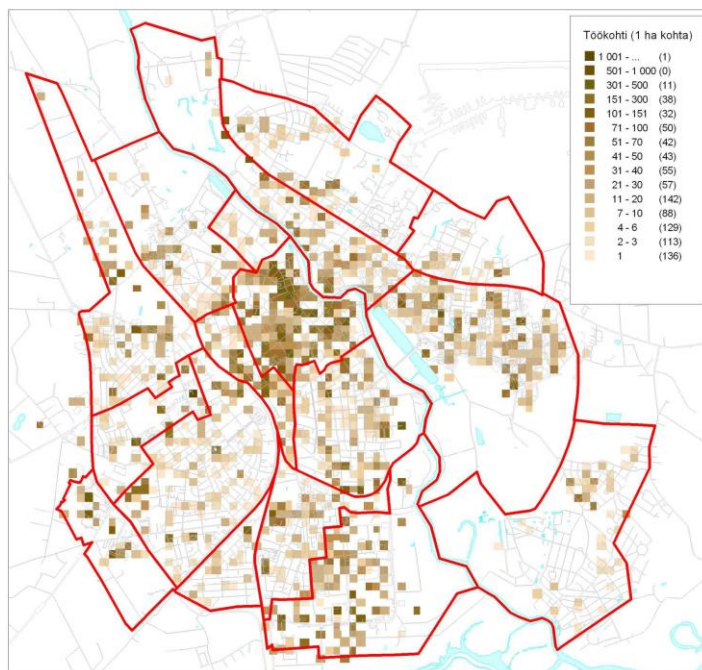 Töökohti (1 ha kohta)
1 001 - ... (1)
501 - 1 000 (0)
301 - 500 (11)
151 - 300 (38)
101 - 151 (32)
71 - 100 (50)
51 - 70 (42)
41 - 50 (43)
31 - 40 (55)
21 - 30 (57)
11 - 20 (142)
7 - 10 (88)
4 - 6 (129)
2 - 3 (113)
1 (136)